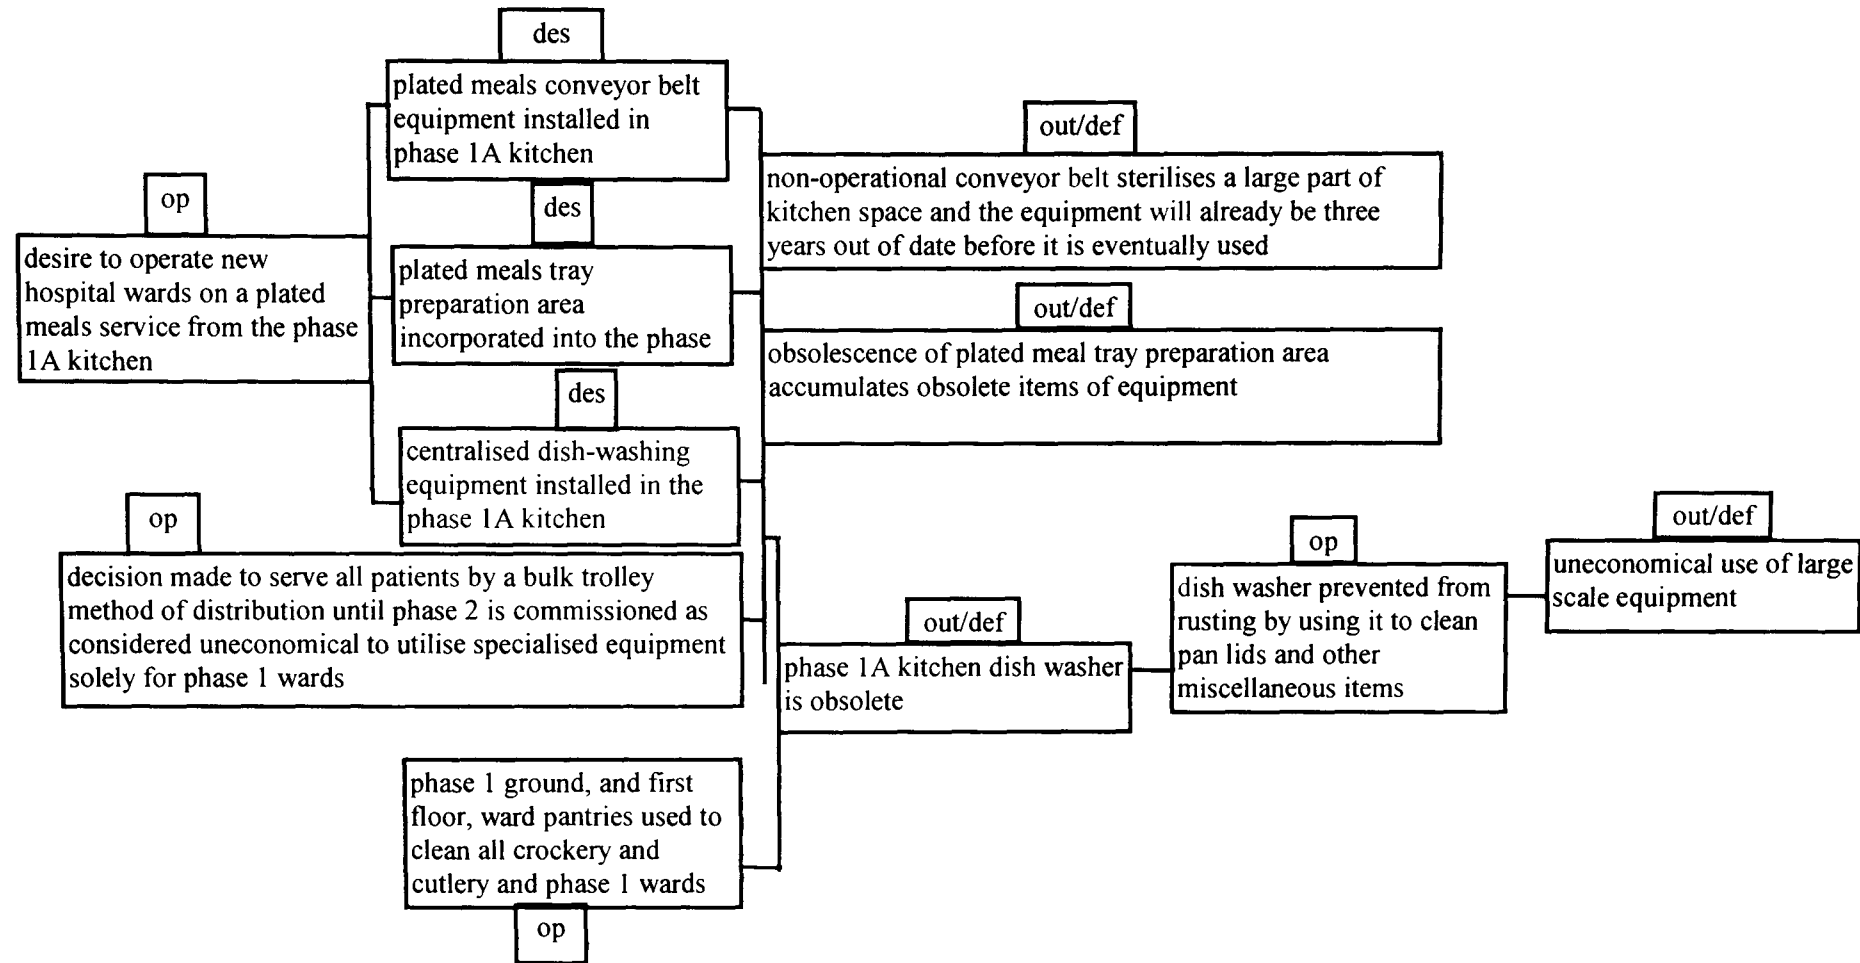 des
plated meals conveyor belt
equipment installed in
phase 1A kitchen
out/def
non-operational conveyor belt sterilises a large part of
kitchen space and the equipment will already be three
years out of date before it is eventually used
op
desire to operate new
hospital wards on a plated
meals service from the phase
1A kitchen
des
plated meals tray
preparation area
incorporated into the phase
out/def
obsolescence of plated meal tray preparation area
accumulates obsolete items of equipment
des
centralised dish-washing
equipment installed in the
phase 1A kitchen
op
decision made to serve all patients by a bulk trolley
method of distribution until phase 2 is commissioned as
considered uneconomical to utilise specialised equipment
solely for phase 1 wards
out/def
phase 1A kitchen dish washer
is obsolete
op
dish washer prevented from
rusting by using it to clean
pan lids and other
miscellaneous items
out/def
uneconomical use of large
scale equipment
phase 1 ground, and first
floor, ward pantries used to
clean all crockery and
cutlery and phase 1 wards
op